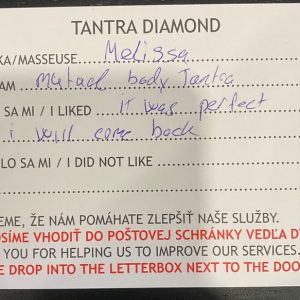 TANTRA DIAMOND
KA/MASSEUSE Melissa
AM Mutual body Tantra
SA MI / I LIKED It was perfect
i will come back
LO SA MI / I DID NOT LIKE
EME, ŽE NÁM POMÁHATE ZLEPŠIŤ NAŠE SLUŽBY.
OSÍME VHODIŤ DO POŠTOVEJ SCHRÁNKY VEDĽA D
YOU FOR HELPING US TO IMPROVE OUR SERVICES.
E DROP INTO THE LETTERBOX NEXT TO THE DOO